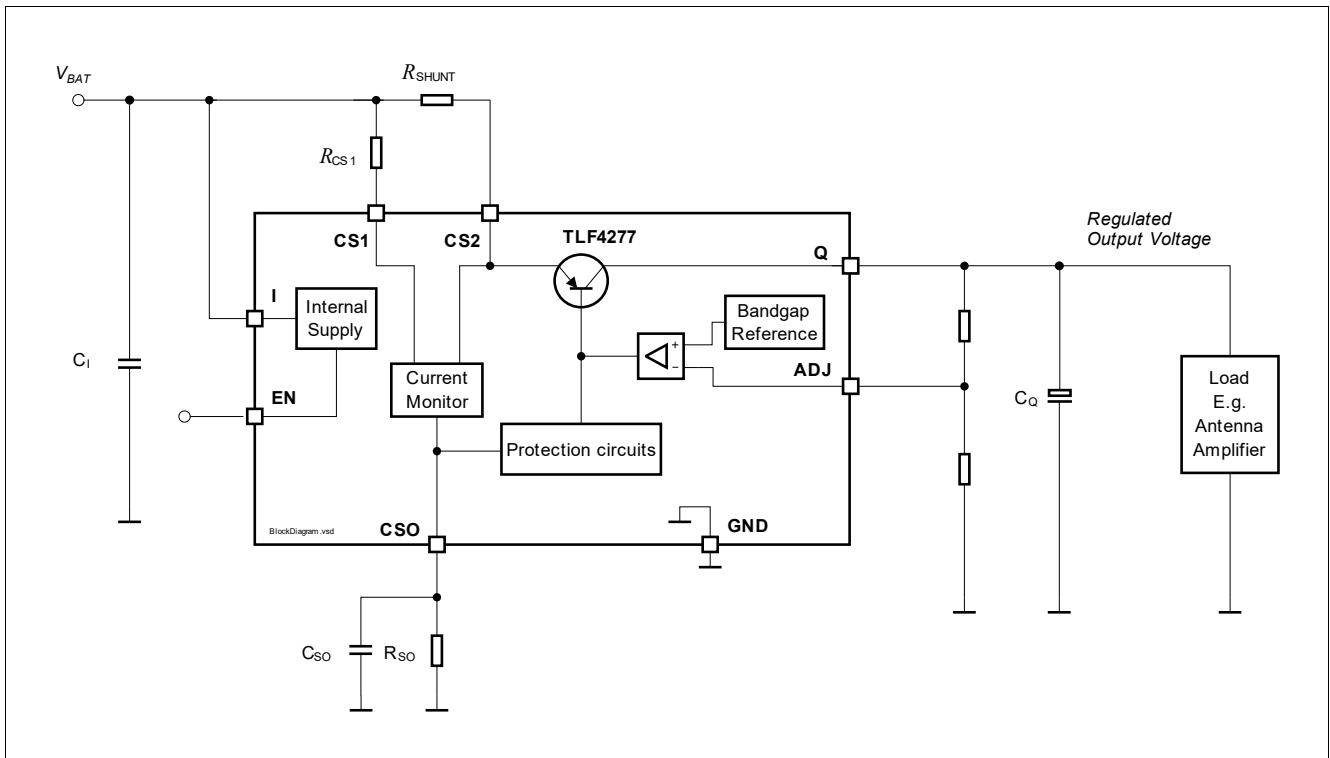 V_BAT
R_SHUNT
R_CS1
CS1
CS2
TLF4277
Q
Regulated
Output Voltage
I
Internal
Supply
Bandgap
Reference
+
−
ADJ
C_I
EN
Current
Monitor
C_Q
Load
E.g.
Antenna
Amplifier
Protection circuits
BlockDiagram.vsd
CSO
GND
C_SO
R_SO